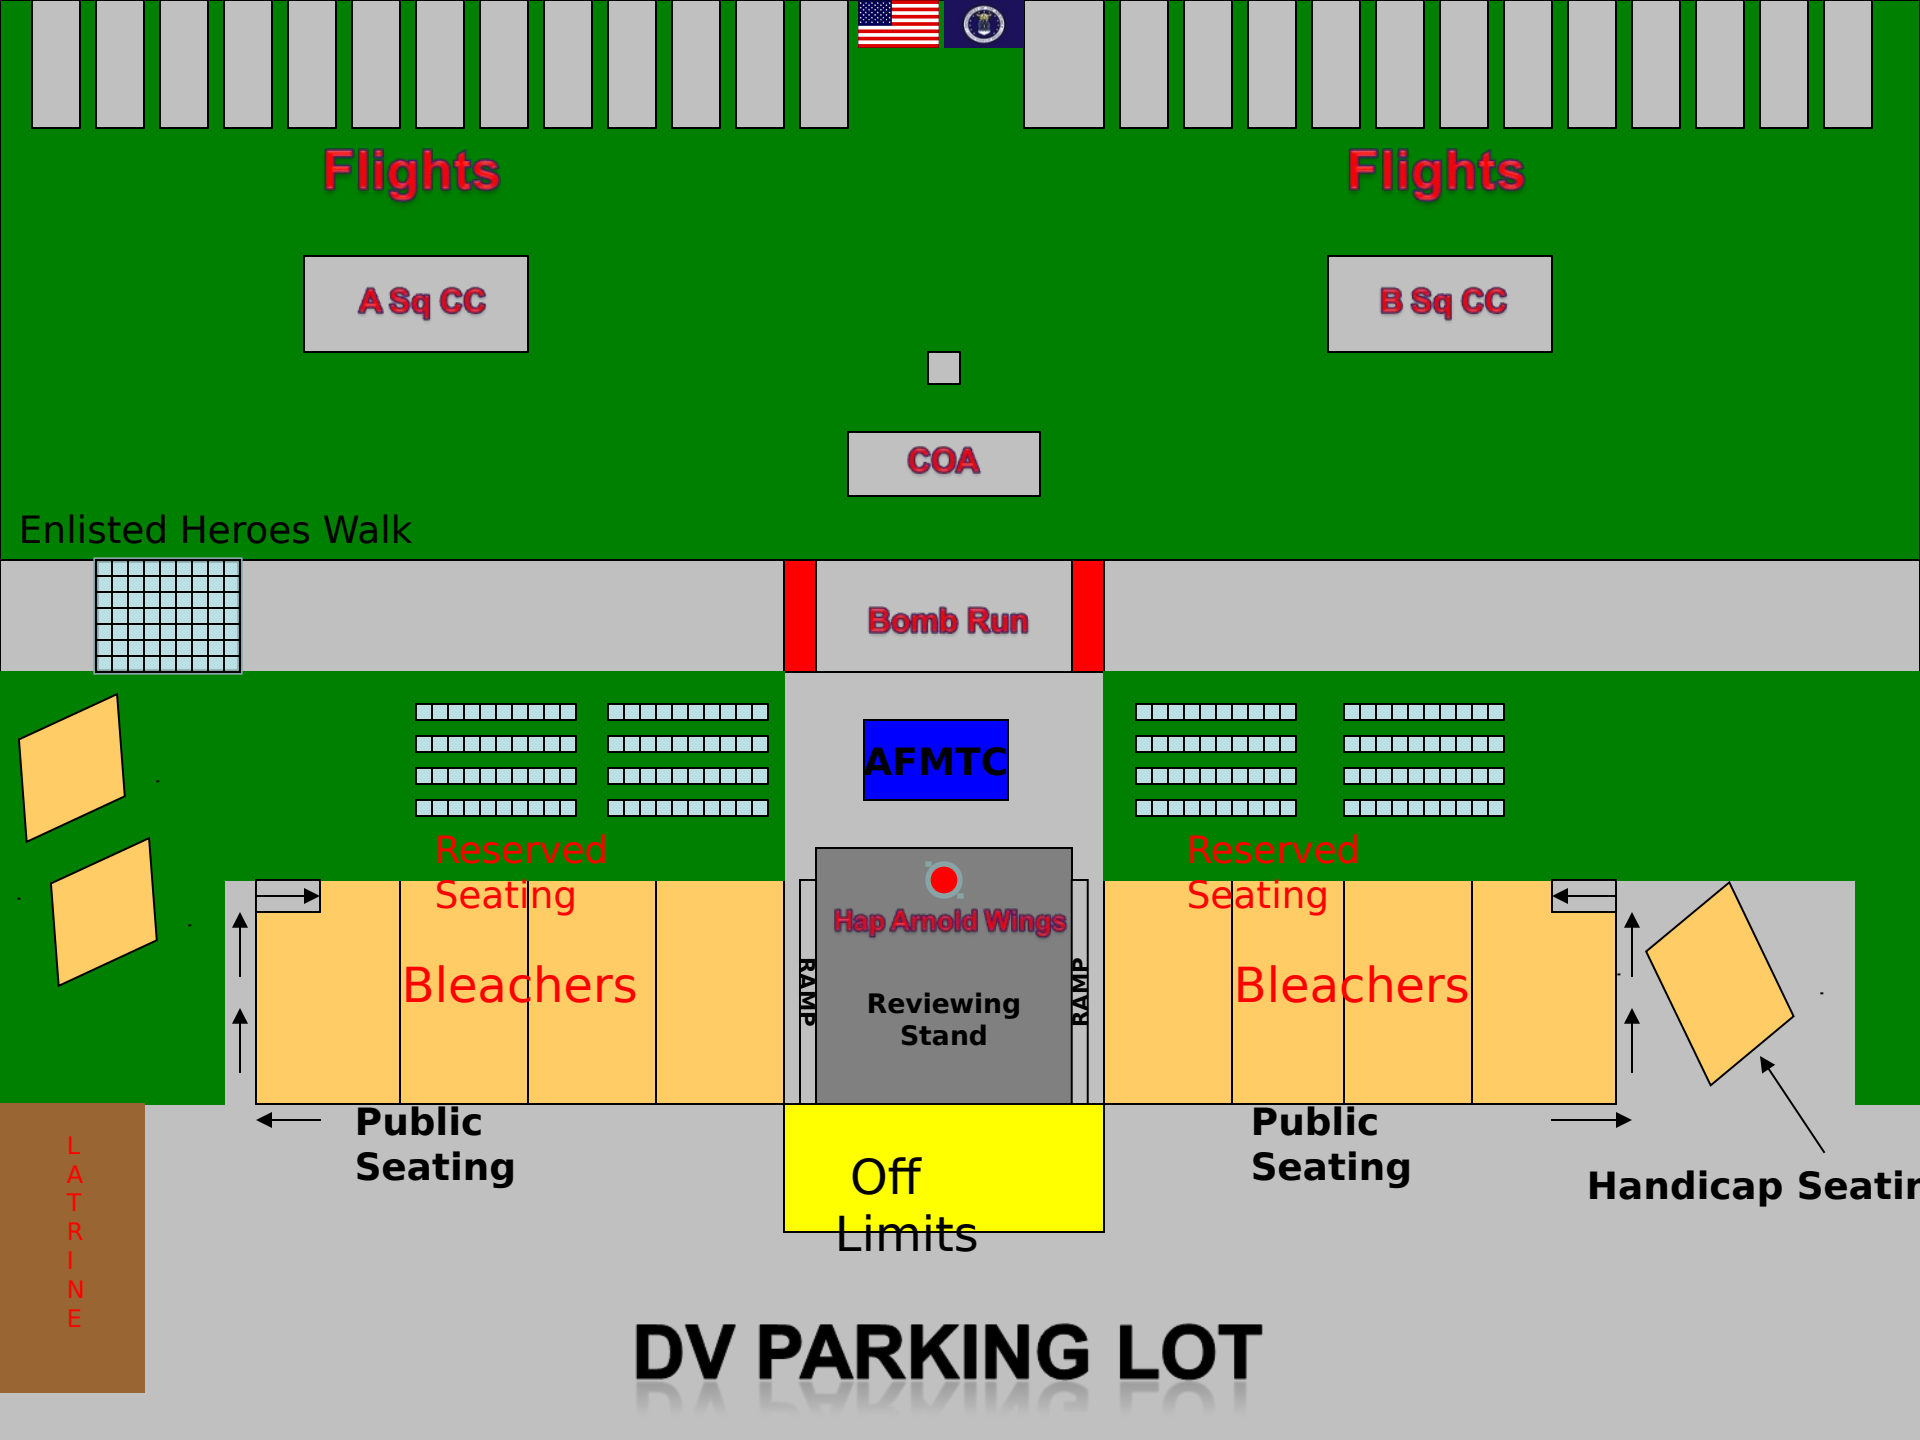 Flights
Flights
A Sq CC
B Sq CC
COA
Enlisted Heroes Walk
Bomb Run
AFMTC
Reserved
Seating
Reserved
Seating
Hap Arnold Wings
Bleachers
RAMP
Reviewing
Stand
RAMP
Bleachers
Public
Seating
Public
Seating
Off
Limits
Handicap Seatin
L
A
T
R
I
N
E
DV PARKING LOT